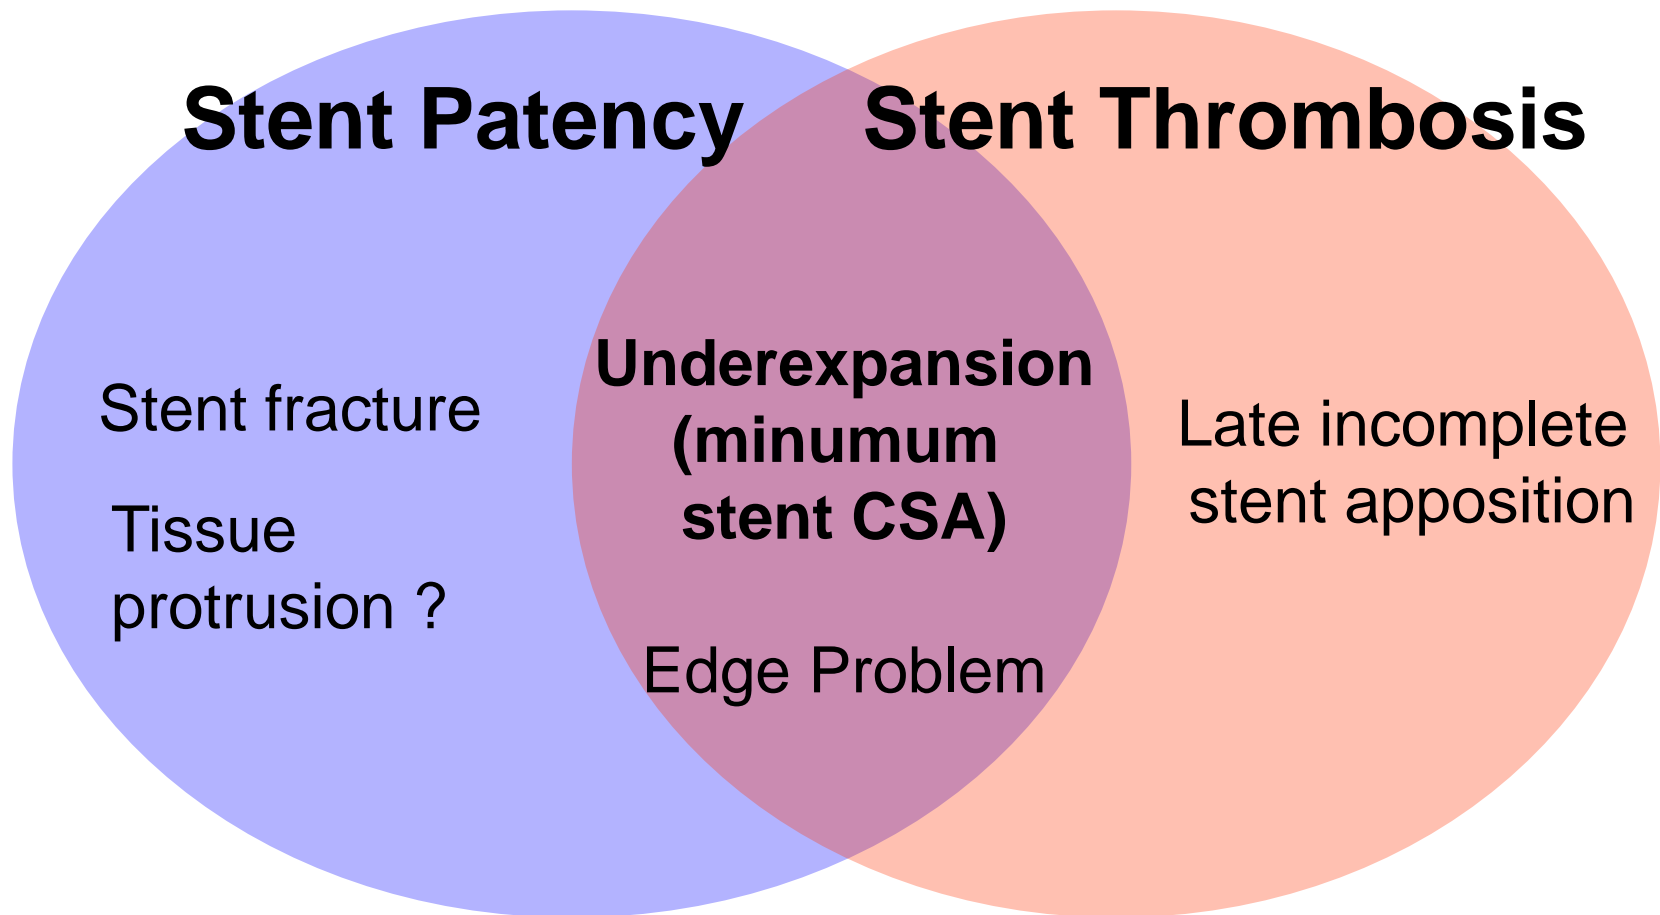 Stent Patency
Stent Thrombosis
Stent fracture
Tissue
protrusion ?
Underexpansion
(minumum
stent CSA)
Edge Problem
Late incomplete
stent apposition